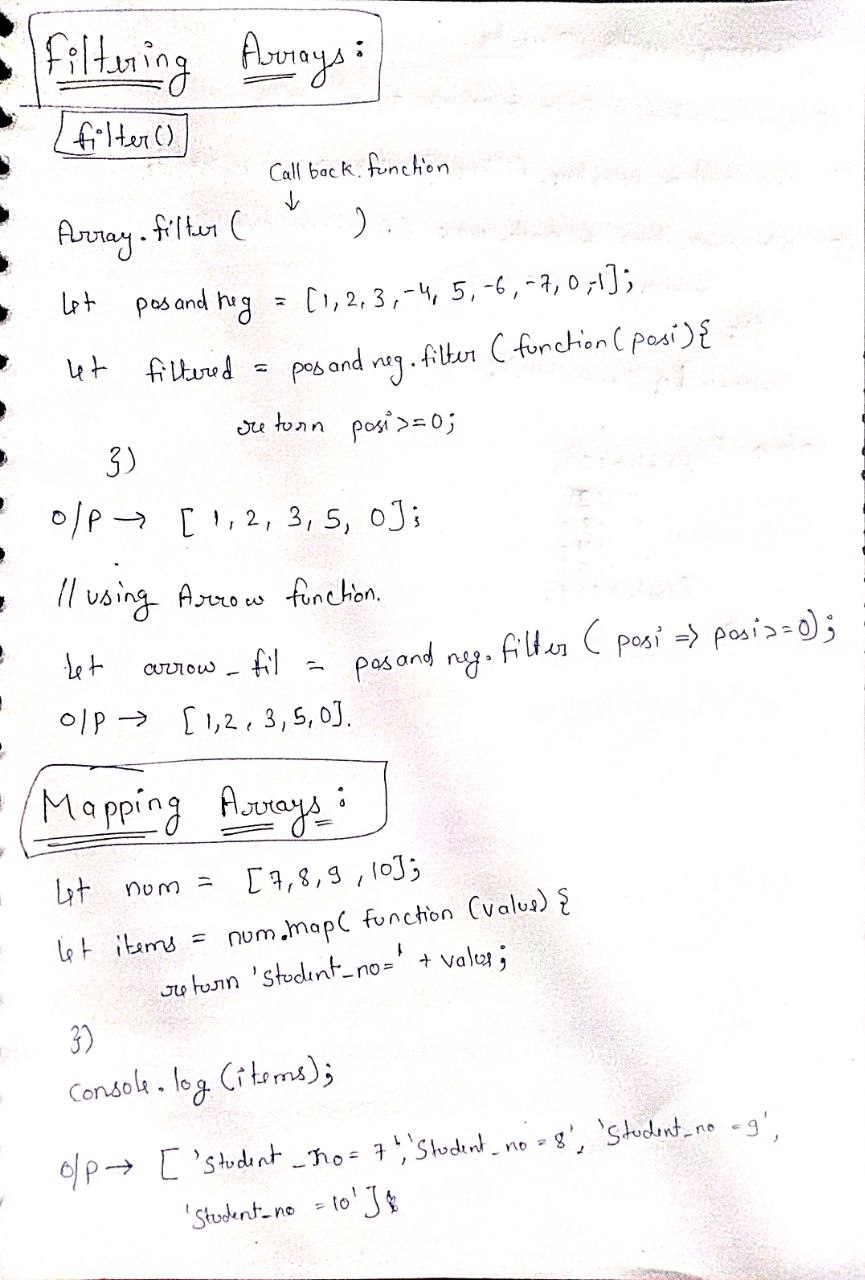 Filtering Arrays:
filter()
Call back function
↓
Array.filter ( )
let posandneg = [1, 2, 3, -4, 5, -6, -7, 0, -1];
let filtered = posandneg.filter (function(posi){
return posi>=0;
})
o/p → [ 1, 2, 3, 5, 0];
// using Arrow function.
let arrow_fil = posandneg.filter ( posi => posi>=0);
o/p → [1, 2, 3, 5, 0].
Mapping Arrays:
let num = [7, 8, 9, 10];
let items = num.map( function (value) {
return 'Student_no=' + value;
})
Console.log (items);
o/p → [ 'Student_no = 7', 'Student_no = 8', 'Student_no = 9',
'Student_no = 10' ]